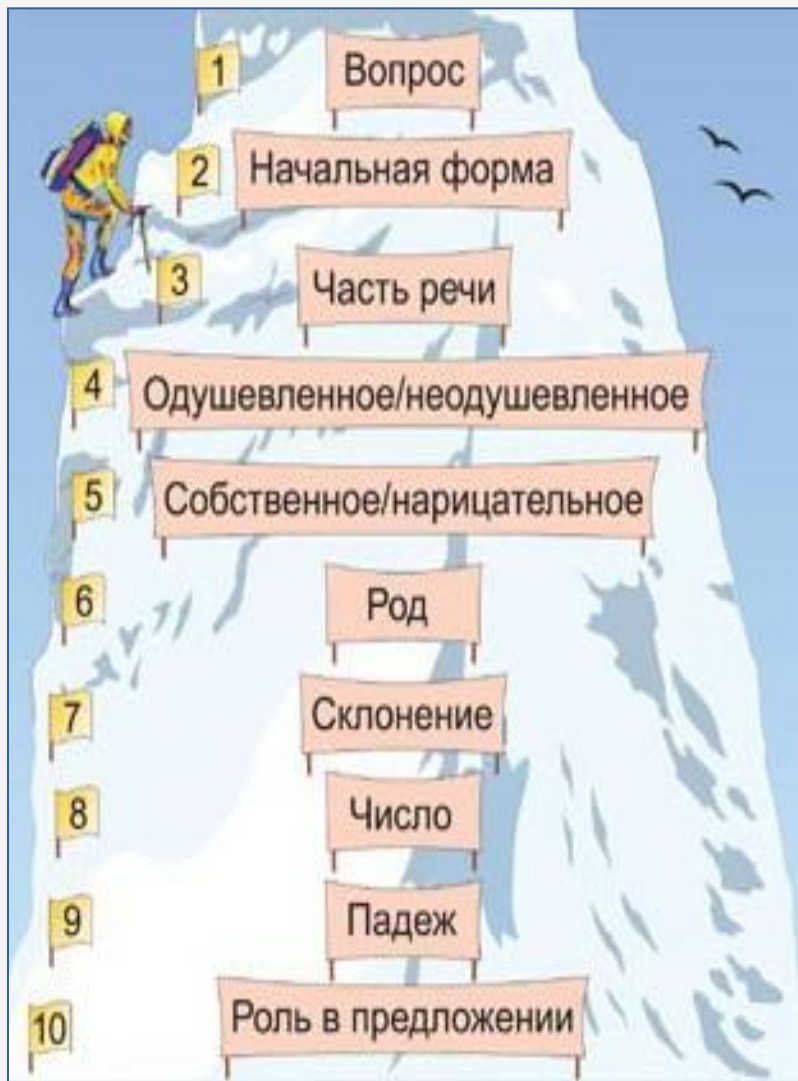 1 Вопрос
2 Начальная форма
3 Часть речи
4 Одушевленное/неодушевленное
5 Собственное/нарицательное
6 Род
7 Склонение
8 Число
9 Падеж
10 Роль в предложении